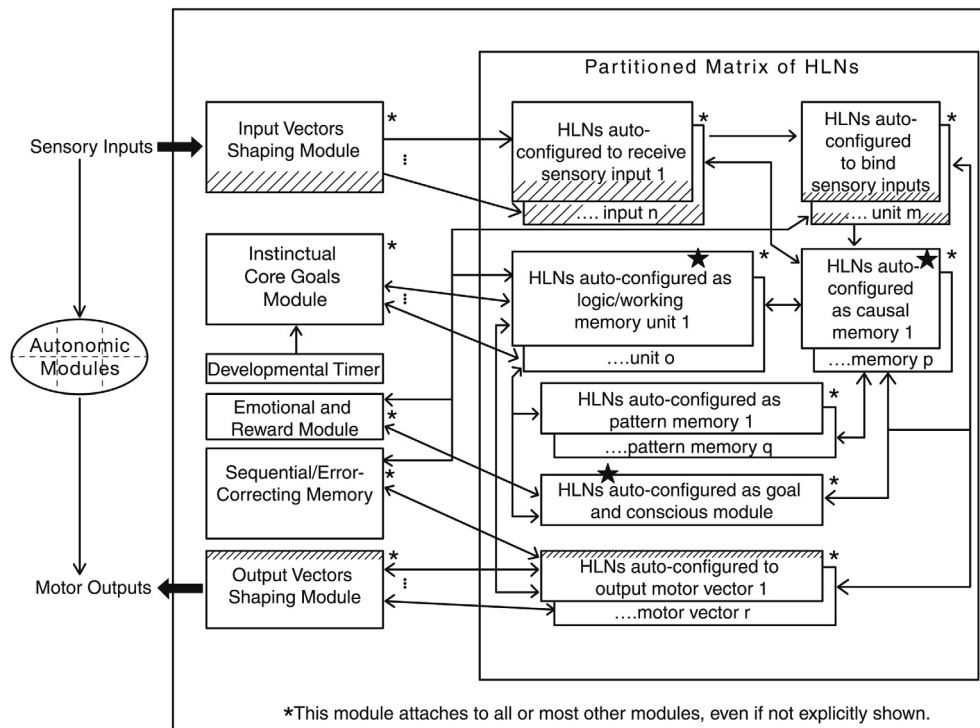 Partitioned Matrix of HLNs
Sensory Inputs
Input Vectors
Shaping Module
*
HLNs auto-
configured to receive
sensory input 1
*
.... input n
HLNs auto-
configured
to bind
sensory inputs
*
.... unit m
Instinctual
Core Goals
Module
*
HLNs auto-configured as
logic/working
memory unit 1
*
....unit o
HLNs auto-
configured
as causal
memory 1
*
....memory p
Autonomic
Modules
Developmental Timer
Emotional and
Reward Module
*
HLNs auto-configured as
pattern memory 1
*
....pattern memory q
Sequential/Error-
Correcting Memory
*
HLNs auto-configured as goal
and conscious module
*
Motor Outputs
Output Vectors
Shaping Module
*
HLNs auto-configured to
output motor vector 1
*
....motor vector r
*This module attaches to all or most other modules, even if not explicitly shown.